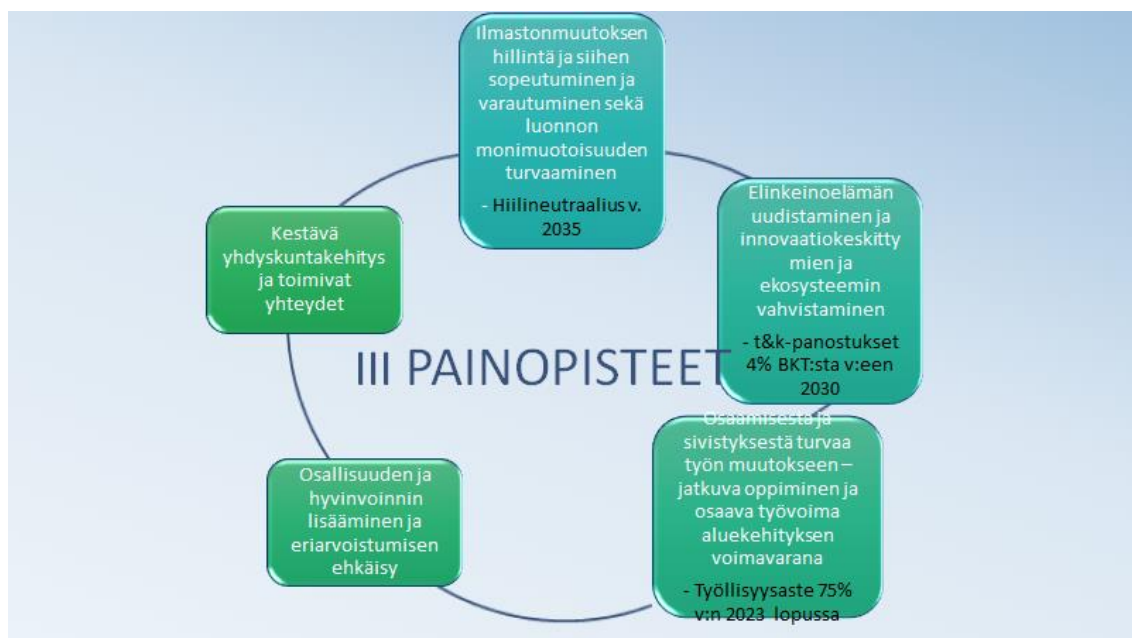 Ilmastonmuutoksen
hillintä ja siihen
sopeutuminen ja
varautuminen sekä
luonnon
monimuotoisuuden
turvaaminen
- Hiilineutraalius v.
2035
Elinkeinoelämän
uudistaminen ja
innovaatiokeskitty
mien ja
ekosysteemin
vahvistaminen
- t&k-panostukset
4% BKT:sta v:een
2030
Osaamisesta ja
sivistyksestä turvaa
työn muutokseen –
jatkuva oppiminen ja
osaava työvoima
aluekehityksen
voimavarana
- Työllisyysaste 75%
v:n 2023 lopussa
Osallisuuden ja
hyvinvoinnin
lisääminen ja
eriarvoistumisen
ehkäisy
Kestävä
yhdyskuntakehitys
ja toimivat
yhteydet
III PAINOPISTEET